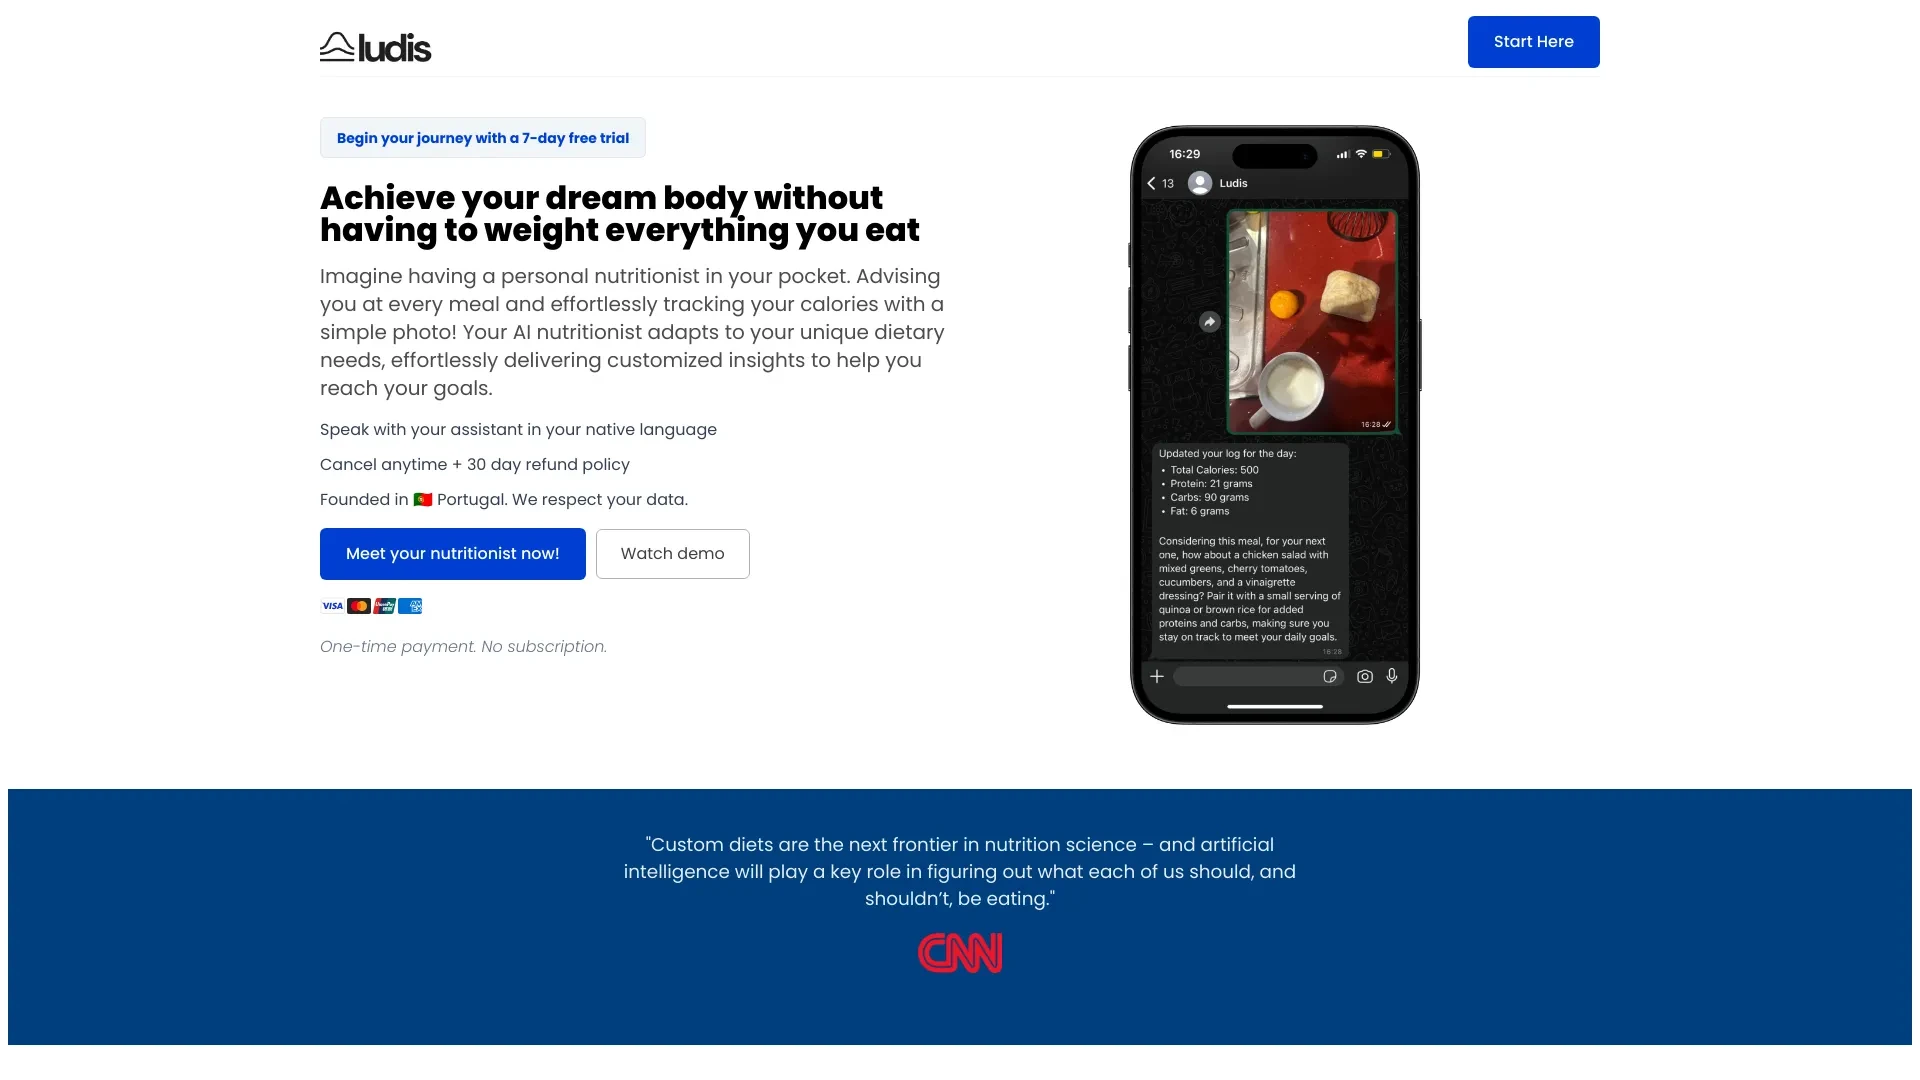 ludis
Start Here
Begin your journey with a 7-day free trial
Achieve your dream body without
having to weight everything you eat
Imagine having a personal nutritionist in your pocket. Advising
you at every meal and effortlessly tracking your calories with a
simple photo! Your AI nutritionist adapts to your unique dietary
needs, effortlessly delivering customized insights to help you
reach your goals.
Speak with your assistant in your native language
Cancel anytime + 30 day refund policy
Founded in 🇵🇹 Portugal. We respect your data.
Meet your nutritionist now!
Watch demo
VISA
One-time payment. No subscription.
16:29
13
Ludis
16:28
Updated your log for the day:
• Total Calories: 500
• Protein: 21 grams
• Carbs: 90 grams
• Fat: 6 grams
Considering this meal, for your next
one, how about a chicken salad with
mixed greens, cherry tomatoes,
cucumbers, and a vinaigrette
dressing? Pair it with a small serving of
quinoa or brown rice for added
proteins and carbs, making sure you
stay on track to meet your daily goals.
16:28
"Custom diets are the next frontier in nutrition science – and artificial
intelligence will play a key role in figuring out what each of us should, and
shouldn’t, be eating."
CNN